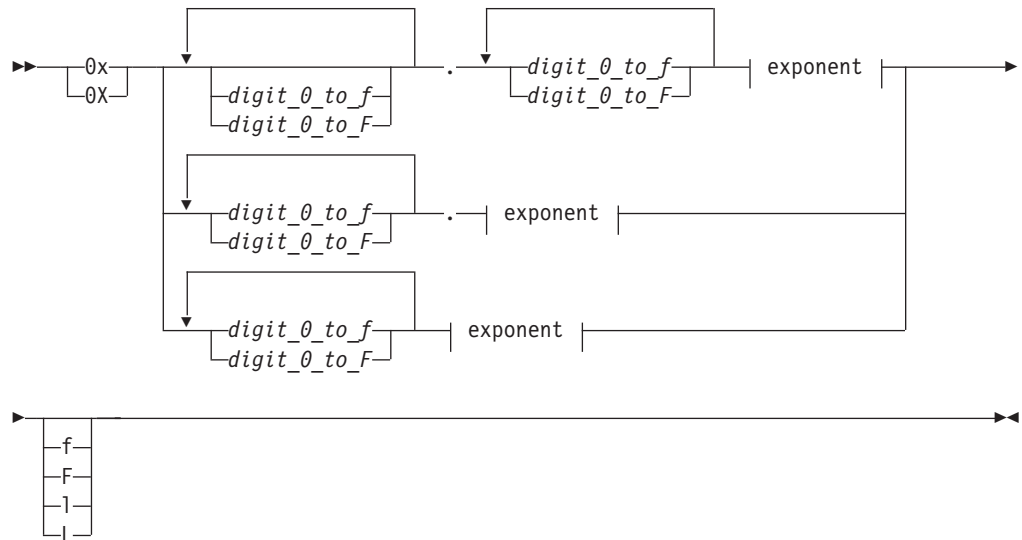 0x . digit_0_to_f exponent
0X digit_0_to_f digit_0_to_F
digit_0_to_F
digit_0_to_f . exponent
digit_0_to_F
digit_0_to_f exponent
digit_0_to_F
f
F
l
L